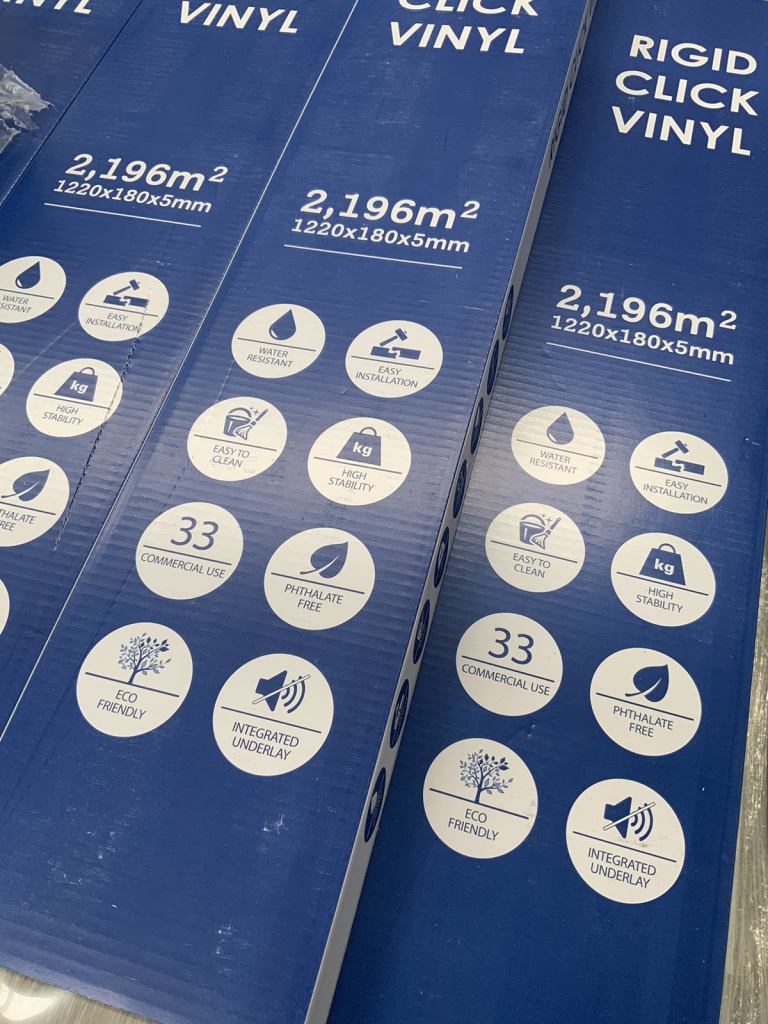 VINYL
2,196m²
1220x180x5mm
WATER
EASY
INSTALLATION
kg
HIGH
STABILITY
FREE
CLICK
VINYL
2,196m²
1220x180x5mm
WATER
RESISTANT
EASY
INSTALLATION
EASY TO
CLEAN
kg
HIGH
STABILITY
33
COMMERCIAL USE
PHTHALATE
FREE
ECO
FRIENDLY
INTEGRATED
UNDERLAY
RIGID
CLICK
VINYL
2,196m²
1220x180x5mm
WATER
RESISTANT
EASY
INSTALLATION
EASY TO
CLEAN
kg
HIGH
STABILITY
33
COMMERCIAL USE
PHTHALATE
FREE
ECO
FRIENDLY
INTEGRATED
UNDERLAY